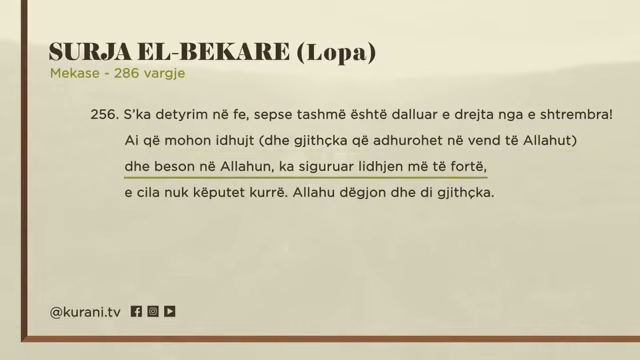 SURJA EL-BEKARE (Lopa)
Mekase - 286 vargje
256. S'ka detyrim në fe, sepse tashmë është dalluar e drejta nga e shtrembra!
Ai që mohon idhujt (dhe gjithçka që adhurohet në vend të Allahut)
dhe beson në Allahun, ka siguruar lidhjen më të fortë,
e cila nuk këputet kurrë. Allahu dëgjon dhe di gjithçka.
@kurani.tv